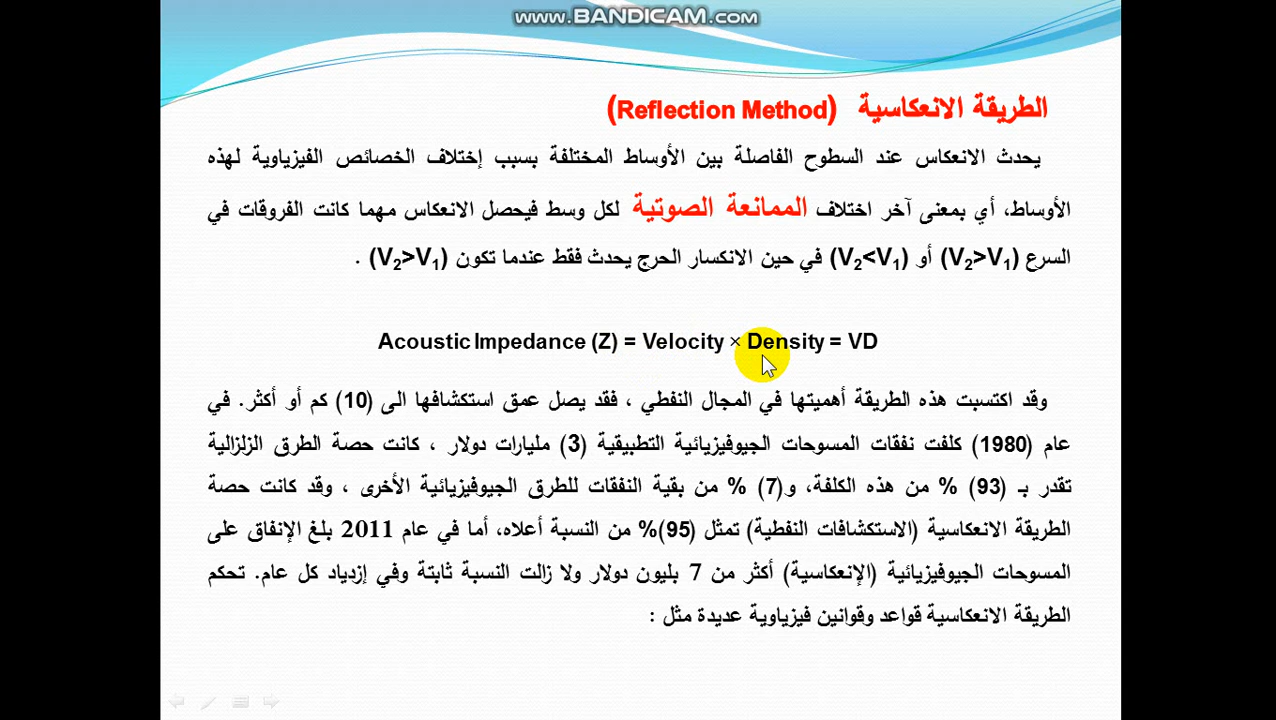 www.BANDICAM.com
الطريقة الانعكاسية (Reflection Method)
يحدث الانعكاس عند السطوح الفاصلة بين الأوساط المختلفة بسبب إختلاف الخصائص الفيزياوية لهذه
الأوساط، أي بمعنى آخر اختلاف الممانعة الصوتية لكل وسط فيحصل الانعكاس مهما كانت الفروقات في
السرع (V₂>V₁) أو (V₂<V₁) في حين الانكسار الحرج يحدث فقط عندما تكون (V₂>V₁) .
Acoustic Impedance (Z) = Velocity × Density = VD
وقد اكتسبت هذه الطريقة أهميتها في المجال النفطي ، فقد يصل عمق استكشافها الى (10) كم أو أكثر. في
عام (1980) كلفت نفقات المسوحات الجيوفيزيائية التطبيقية (3) مليارات دولار ، كانت حصة الطرق الزلزالية
تقدر بـ (93) % من هذه الكلفة، و(7) % من بقية النفقات للطرق الجيوفيزيائية الأخرى ، وقد كانت حصة
الطريقة الانعكاسية (الاستكشافات النفطية) تمثل (95)% من النسبة أعلاه، أما في عام 2011 بلغ الإنفاق على
المسوحات الجيوفيزيائية (الإنعكاسية) أكثر من 7 بليون دولار ولا زالت النسبة ثابتة وفي إزدياد كل عام. تحكم
الطريقة الانعكاسية قواعد وقوانين فيزياوية عديدة مثل :